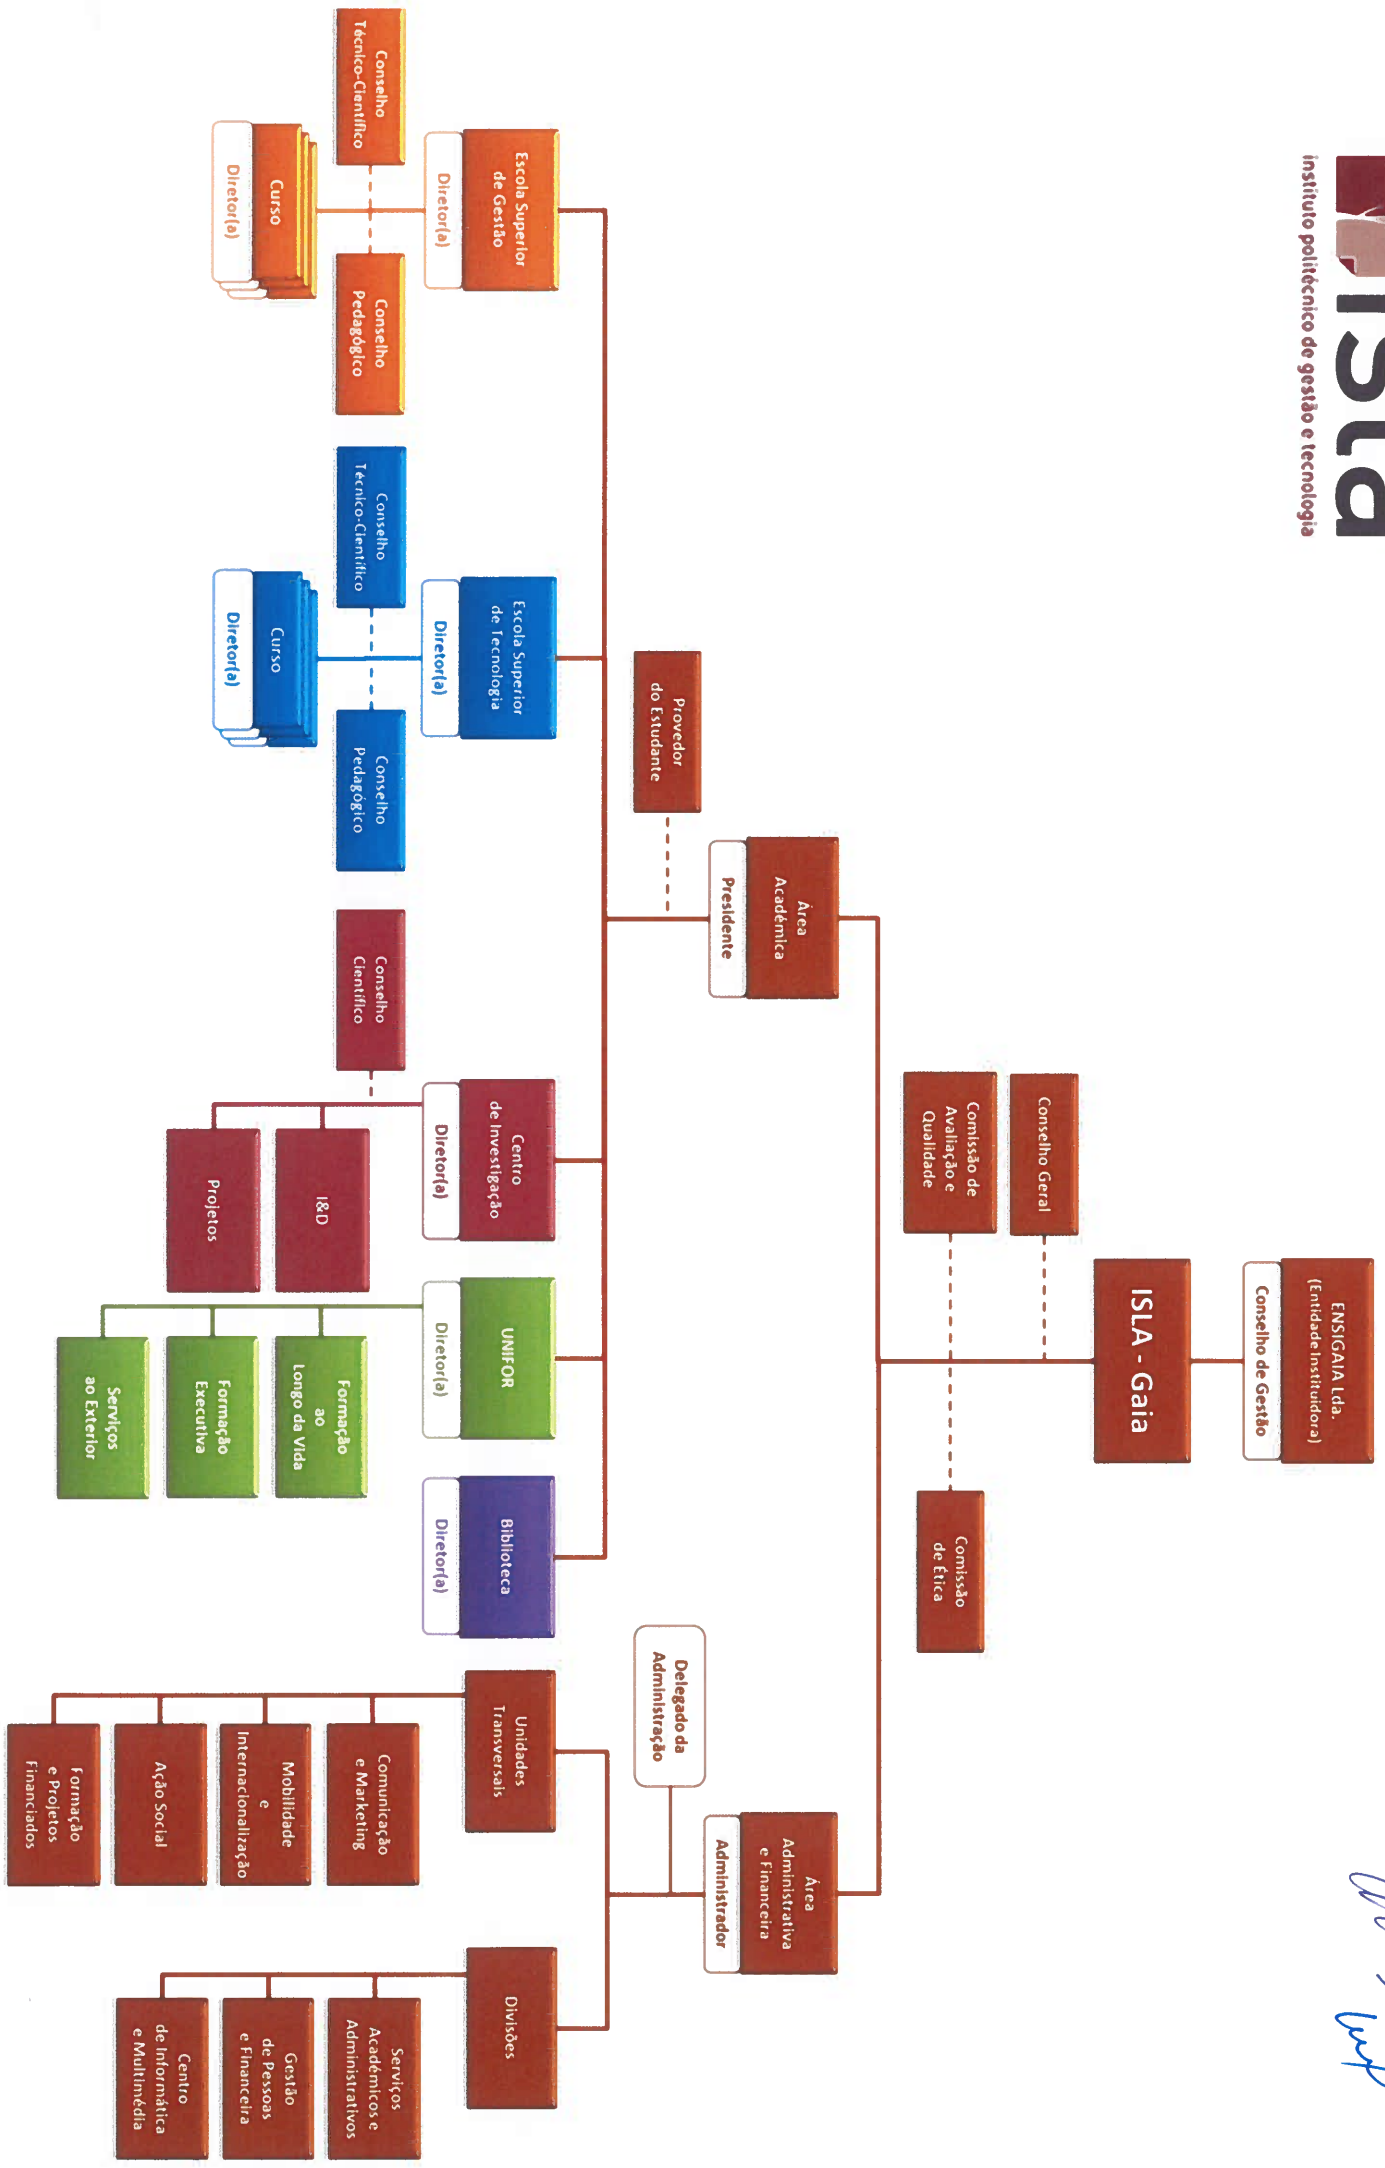 isla
instituto politécnico de gestão e tecnologia
ENSIGAIA Lda.
(Entidade Instituidora)
Conselho de Gestão
ISLA - Gaia
Conselho Geral
Comissão de
Avaliação e
Qualidade
Comissão
de Ética
Área
Académica
Presidente
Área
Administrativa
e Financeira
Administrador
Provedor
do Estudante
Delegado da
Administração
Escola Superior
de Gestão
Diretor(a)
Conselho
Técnico-Científico
Conselho
Pedagógico
Curso
Diretor(a)
Escola Superior
de Tecnologia
Diretor(a)
Conselho
Técnico-Científico
Conselho
Pedagógico
Curso
Diretor(a)
Centro
de Investigação
Diretor(a)
Conselho
Científico
I&D
Projetos
UNIFOR
Diretor(a)
Formação
ao
Longo da Vida
Formação
Executiva
Serviços
ao Exterior
Biblioteca
Diretor(a)
Unidades
Transversais
Comunicação
e Marketing
Mobilidade
e
Internacionalização
Ação Social
Formação
e Projetos
Financiados
Divisões
Serviços
Académicos e
Administrativos
Gestão
de Pessoas
e Financeira
Centro
de Informática
e Multimédia